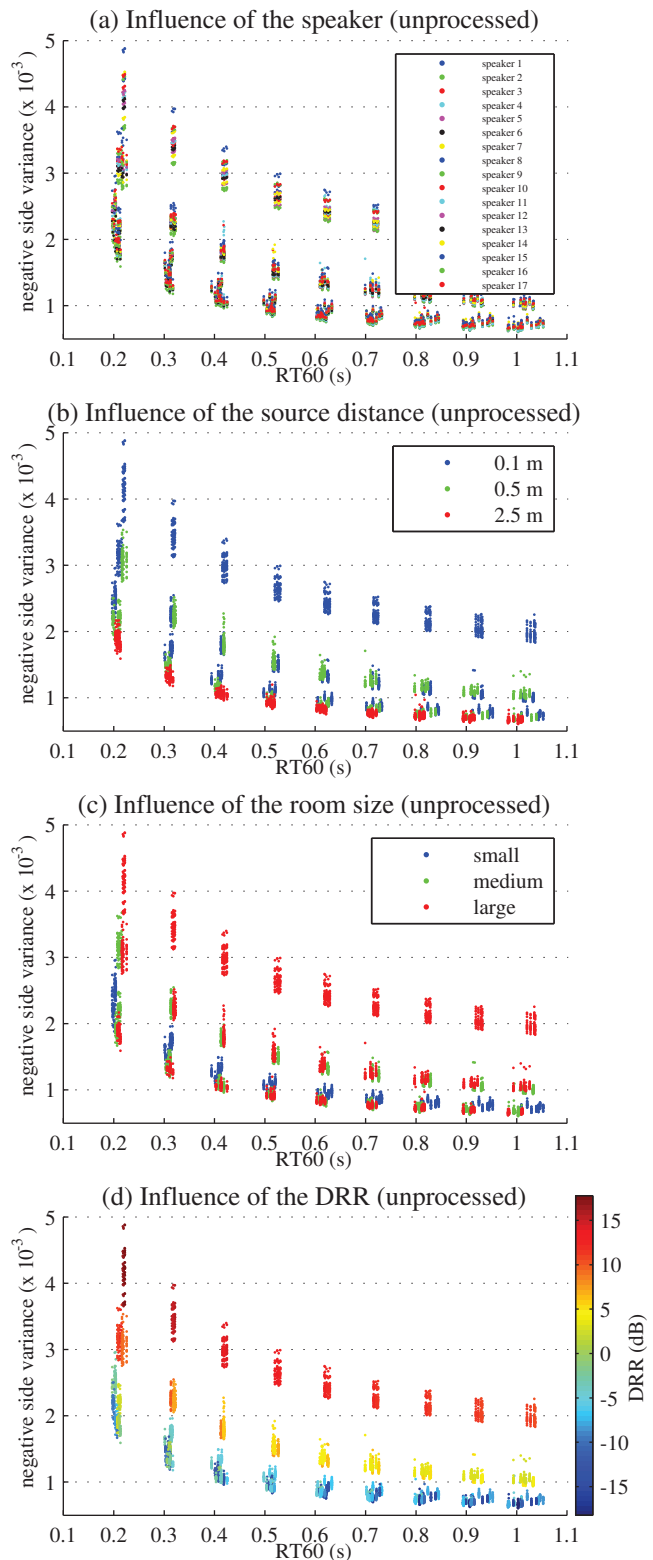 (a) Influence of the speaker (unprocessed)
negative side variance (x 10⁻³)
5
4
3
2
1
speaker 1
speaker 2
speaker 3
speaker 4
speaker 5
speaker 6
speaker 7
speaker 8
speaker 9
speaker 10
speaker 11
speaker 12
speaker 13
speaker 14
speaker 15
speaker 16
speaker 17
0.1 0.2 0.3 0.4 0.5 0.6 0.7 0.8 0.9 1 1.1
RT60 (s)
(b) Influence of the source distance (unprocessed)
negative side variance (x 10⁻³)
5
4
3
2
1
0.1 m
0.5 m
2.5 m
0.1 0.2 0.3 0.4 0.5 0.6 0.7 0.8 0.9 1 1.1
RT60 (s)
(c) Influence of the room size (unprocessed)
negative side variance (x 10⁻³)
5
4
3
2
1
small
medium
large
0.1 0.2 0.3 0.4 0.5 0.6 0.7 0.8 0.9 1 1.1
RT60 (s)
(d) Influence of the DRR (unprocessed)
negative side variance (x 10⁻³)
5
4
3
2
1
0.1 0.2 0.3 0.4 0.5 0.6 0.7 0.8 0.9 1 1.1
RT60 (s)
15
10
5
0
-5
-10
-15
DRR (dB)